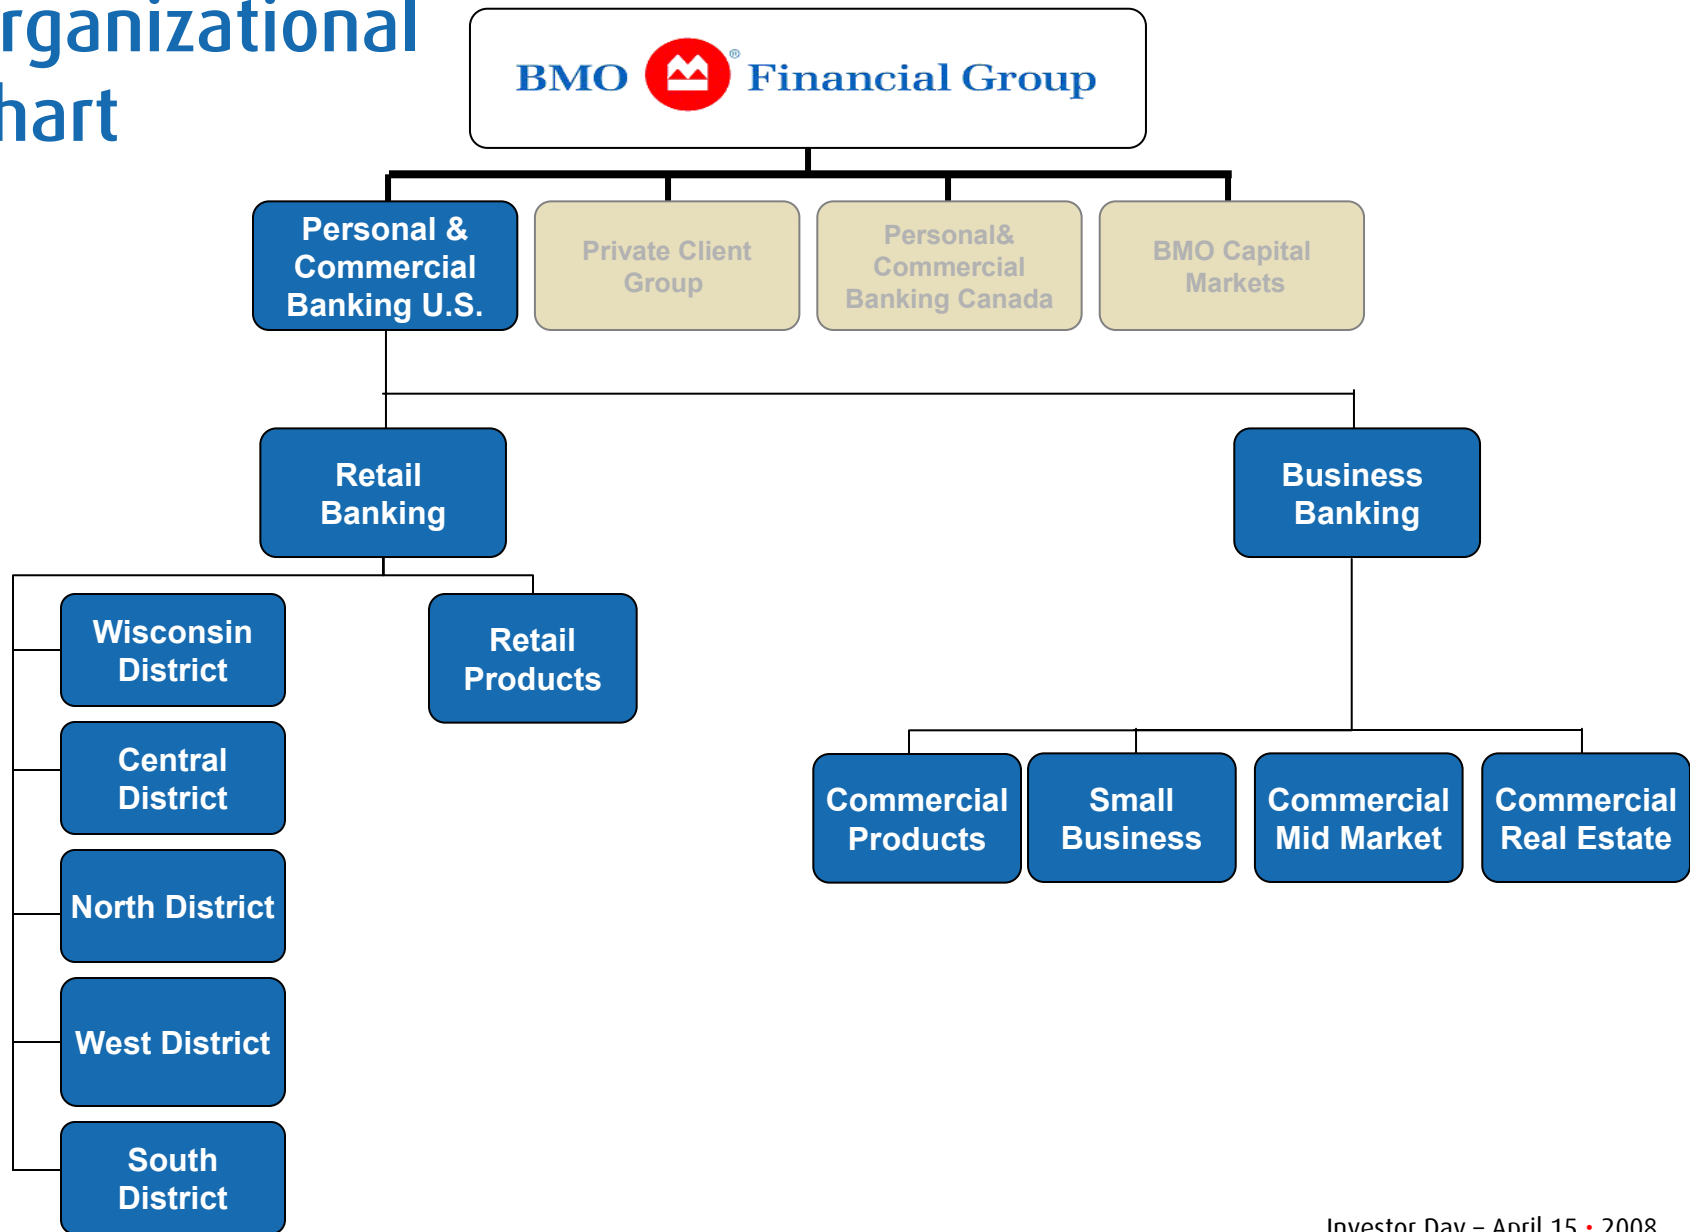 rganizational
hart
BMO Financial Group
Personal &
Commercial
Banking U.S.
Private Client
Group
Personal&
Commercial
Banking Canada
BMO Capital
Markets
Retail
Banking
Business
Banking
Wisconsin
District
Retail
Products
Central
District
North District
West District
South
District
Commercial
Products
Small
Business
Commercial
Mid Market
Commercial
Real Estate
Investor Day – April 15 • 2008